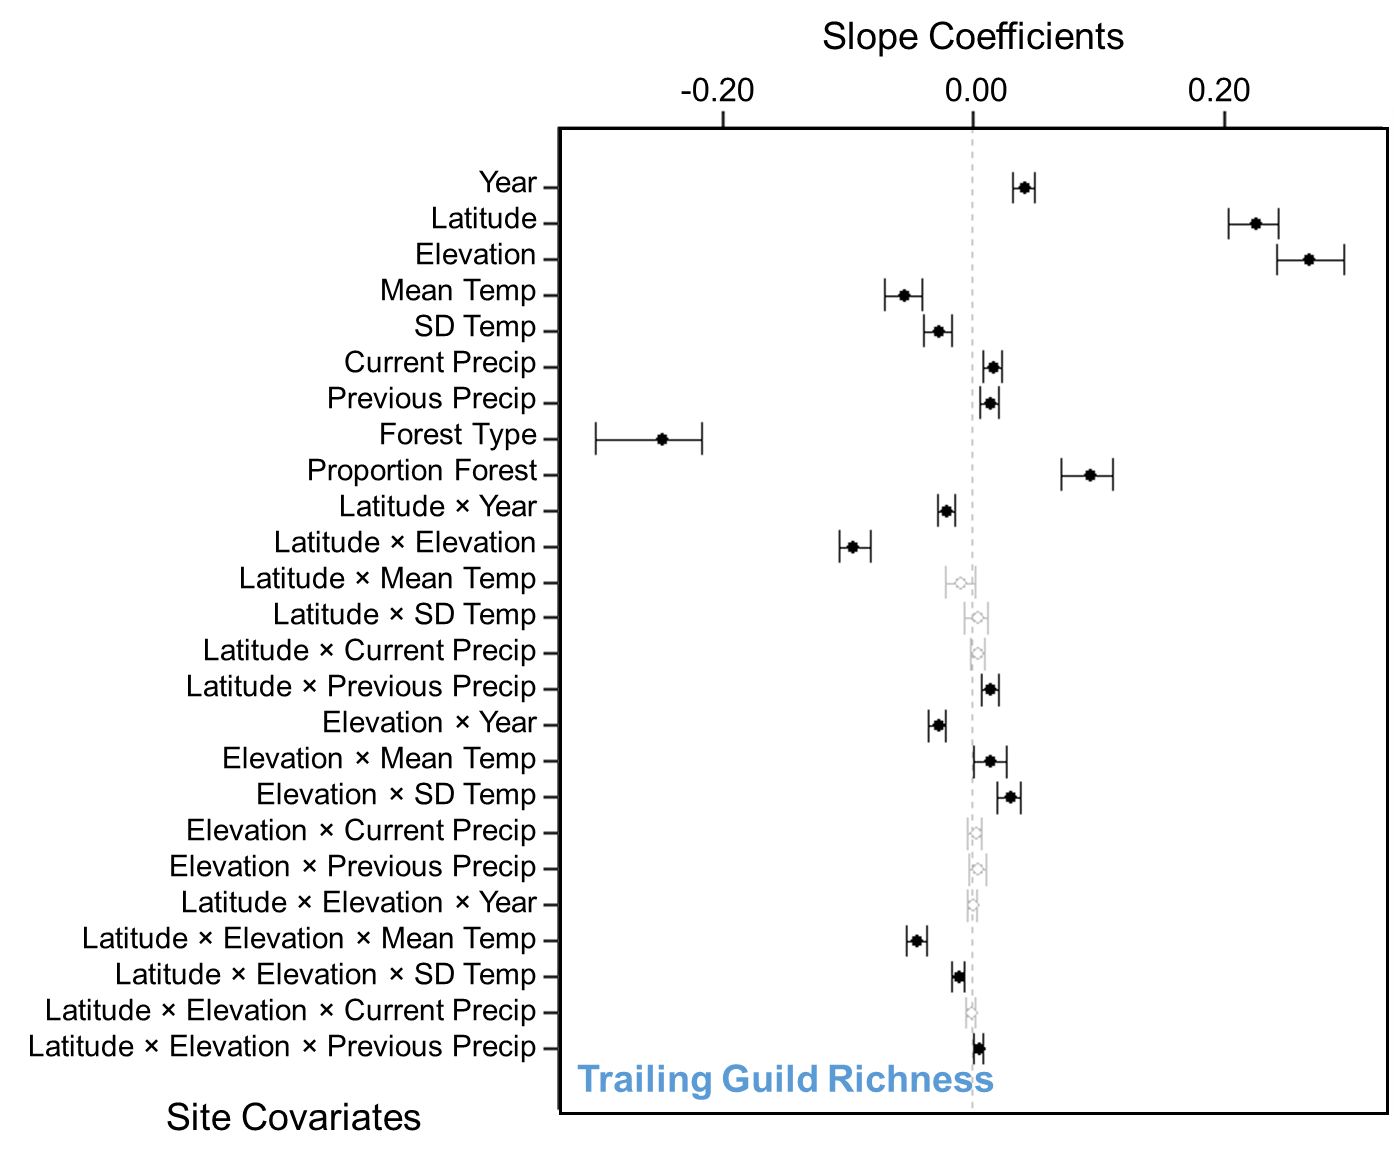 Slope Coefficients
-0.20 0.00 0.20
Year
Latitude
Elevation
Mean Temp
SD Temp
Current Precip
Previous Precip
Forest Type
Proportion Forest
Latitude × Year
Latitude × Elevation
Latitude × Mean Temp
Latitude × SD Temp
Latitude × Current Precip
Latitude × Previous Precip
Elevation × Year
Elevation × Mean Temp
Elevation × SD Temp
Elevation × Current Precip
Elevation × Previous Precip
Latitude × Elevation × Year
Latitude × Elevation × Mean Temp
Latitude × Elevation × SD Temp
Latitude × Elevation × Current Precip
Latitude × Elevation × Previous Precip
Trailing Guild Richness
Site Covariates